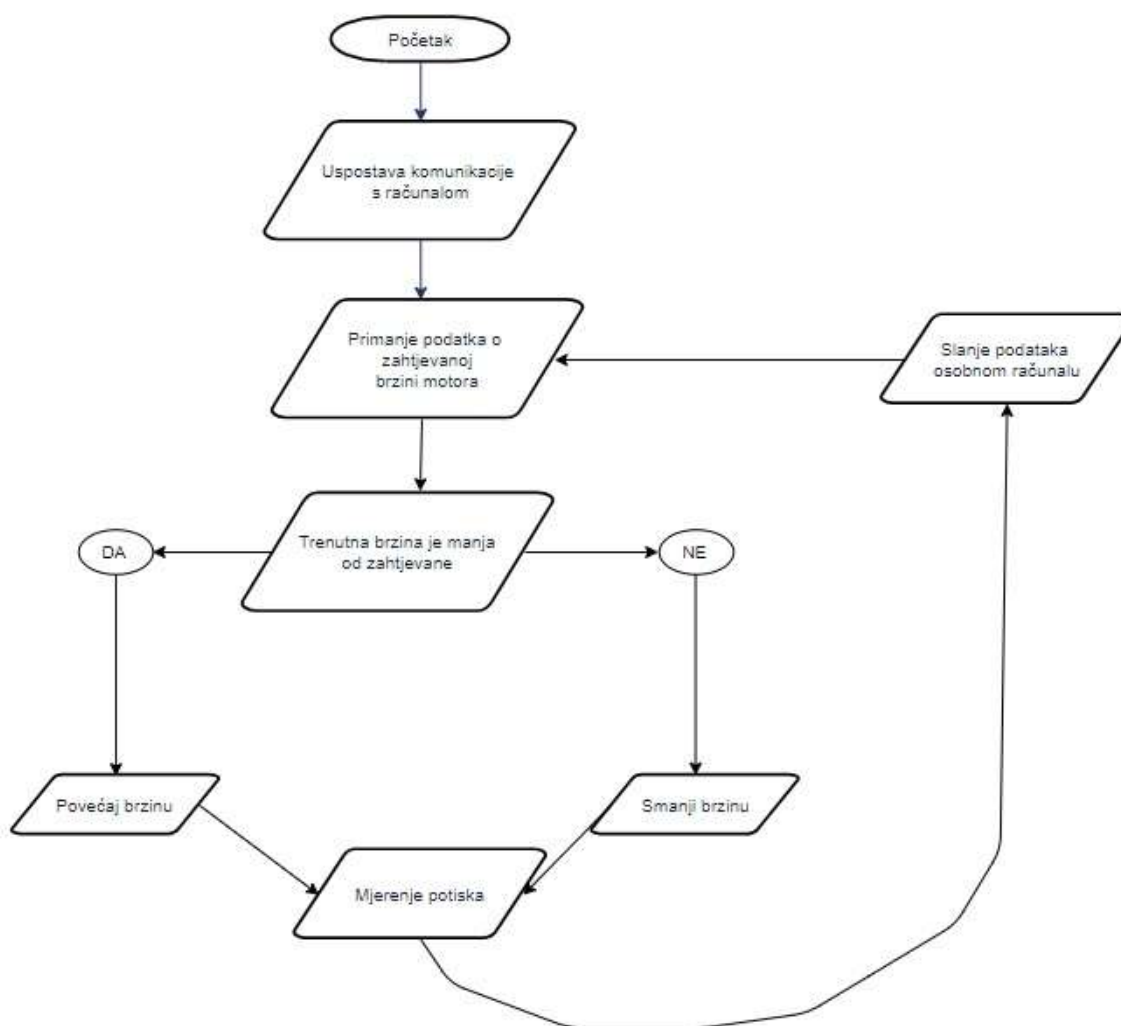 Početak
Uspostava komunikacije
s računalom
Primanje podatka o
zahtjevanoj
brzini motora
Slanje podataka
osobnom računalu
Trenutna brzina je manja
od zahtjevane
DA
NE
Povećaj brzinu
Smanji brzinu
Mjerenje potiska